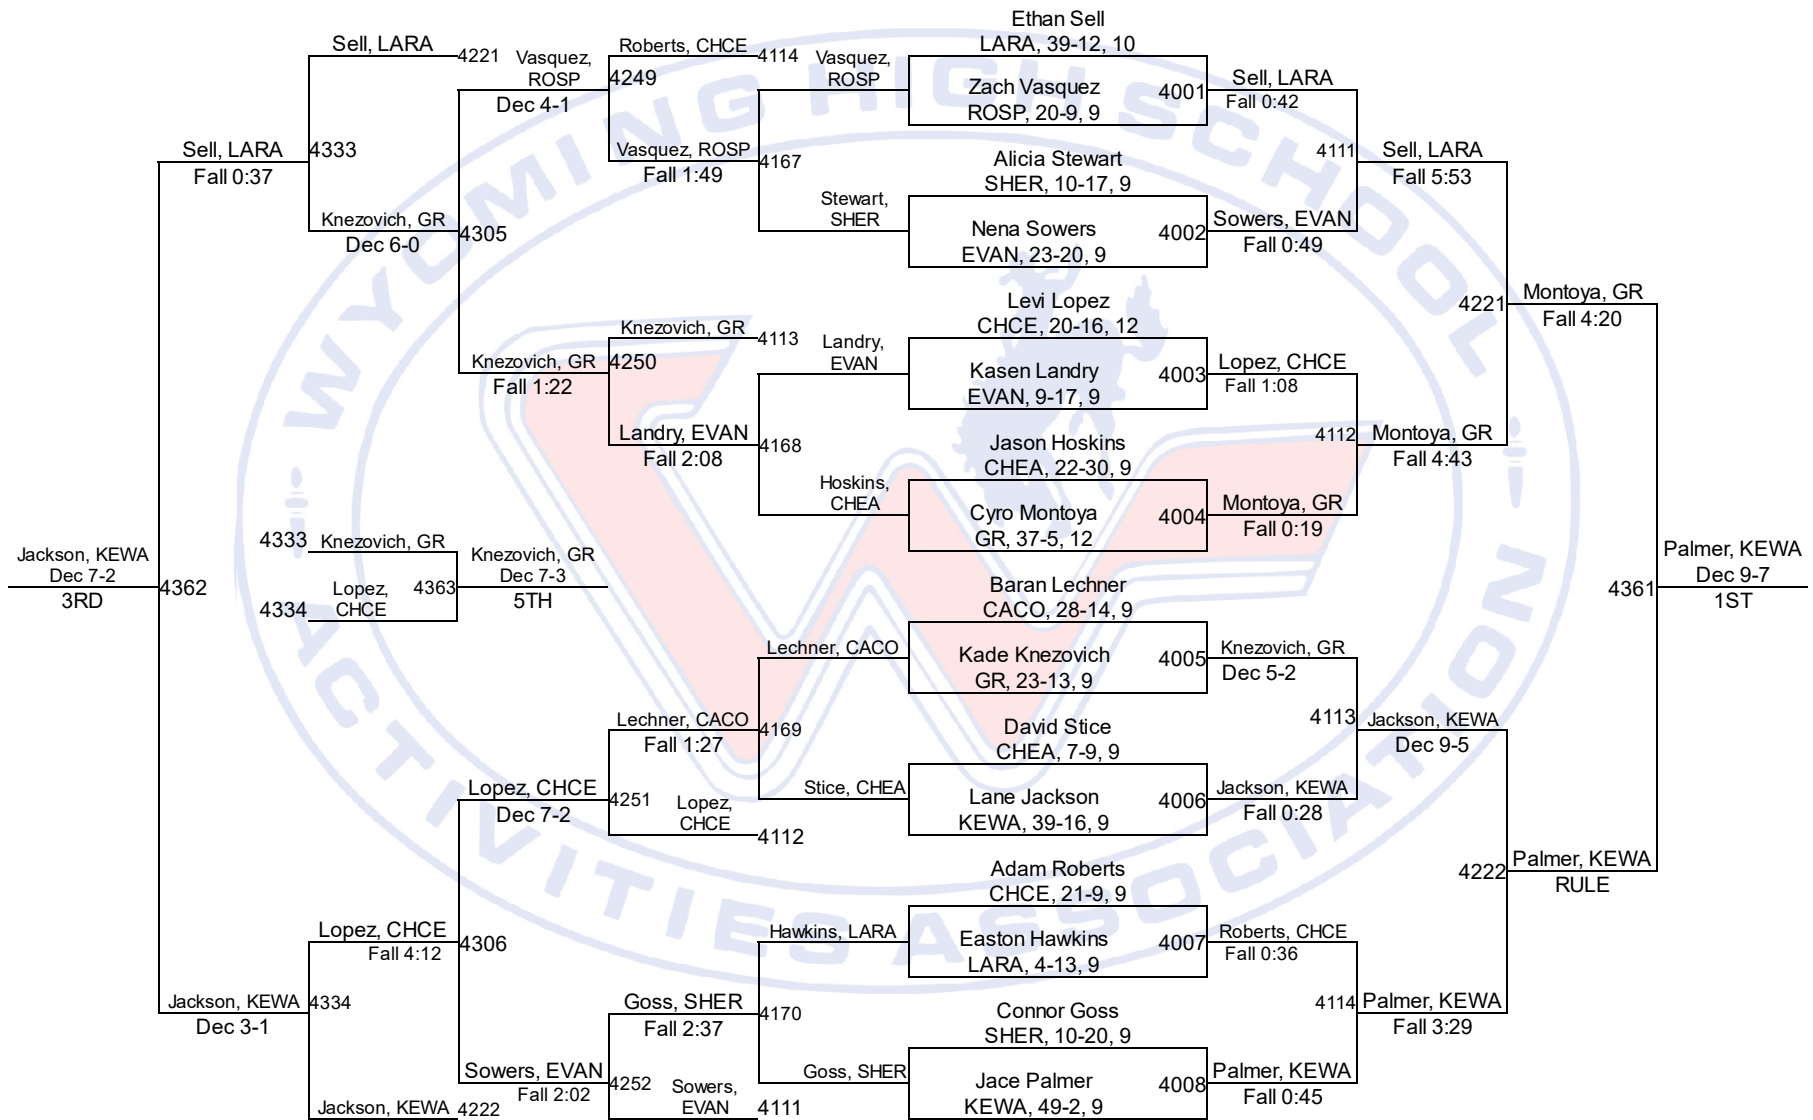 Ethan Sell
LARA, 39-12, 10
Sell, LARA
4221
Vasquez,
ROSP
Dec 4-1
4249
Roberts, CHCE
4114
Vasquez,
ROSP
Zach Vasquez
ROSP, 20-9, 9
4001
Sell, LARA
Fall 0:42
Sell, LARA
Fall 0:37
4333
Vasquez, ROSP
Fall 1:49
4167
Alicia Stewart
SHER, 10-17, 9
4111
Sell, LARA
Fall 5:53
Knezovich, GR
Dec 6-0
4305
Stewart,
SHER
Nena Sowers
EVAN, 23-20, 9
4002
Sowers, EVAN
Fall 0:49
Levi Lopez
CHCE, 20-16, 12
4221
Montoya, GR
Fall 4:20
Knezovich, GR
4113
Landry,
EVAN
Knezovich, GR
Fall 1:22
4250
Kasen Landry
EVAN, 9-17, 9
4003
Lopez, CHCE
Fall 1:08
Landry, EVAN
Fall 2:08
4168
Jason Hoskins
CHEA, 22-30, 9
4112
Montoya, GR
Fall 4:43
Hoskins,
CHEA
Cyro Montoya
GR, 37-5, 12
4004
Montoya, GR
Fall 0:19
4333
Knezovich, GR
Jackson, KEWA
Dec 7-2
3RD
4362
Lopez,
CHCE
4334
4363
Knezovich, GR
Dec 7-3
5TH
Baran Lechner
CACO, 28-14, 9
4361
Palmer, KEWA
Dec 9-7
1ST
Lechner, CACO
Kade Knezovich
GR, 23-13, 9
4005
Knezovich, GR
Dec 5-2
Lechner, CACO
Fall 1:27
4169
David Stice
CHEA, 7-9, 9
4113
Jackson, KEWA
Dec 9-5
Lopez, CHCE
Dec 7-2
4251
Lopez,
CHCE
4112
Stice, CHEA
Lane Jackson
KEWA, 39-16, 9
4006
Jackson, KEWA
Fall 0:28
Adam Roberts
CHCE, 21-9, 9
4222
Palmer, KEWA
RULE
Lopez, CHCE
Fall 4:12
4306
Hawkins, LARA
Easton Hawkins
LARA, 4-13, 9
4007
Roberts, CHCE
Fall 0:36
Jackson, KEWA
Dec 3-1
4334
Goss, SHER
Fall 2:37
4170
Connor Goss
SHER, 10-20, 9
4114
Palmer, KEWA
Fall 3:29
Sowers, EVAN
Fall 2:02
4252
Sowers,
EVAN
4111
Goss, SHER
Jace Palmer
KEWA, 49-2, 9
4008
Palmer, KEWA
Fall 0:45
Jackson, KEWA
4222
WYOMING HIGH SCHOOL
ACTIVITIES ASSOCIATION